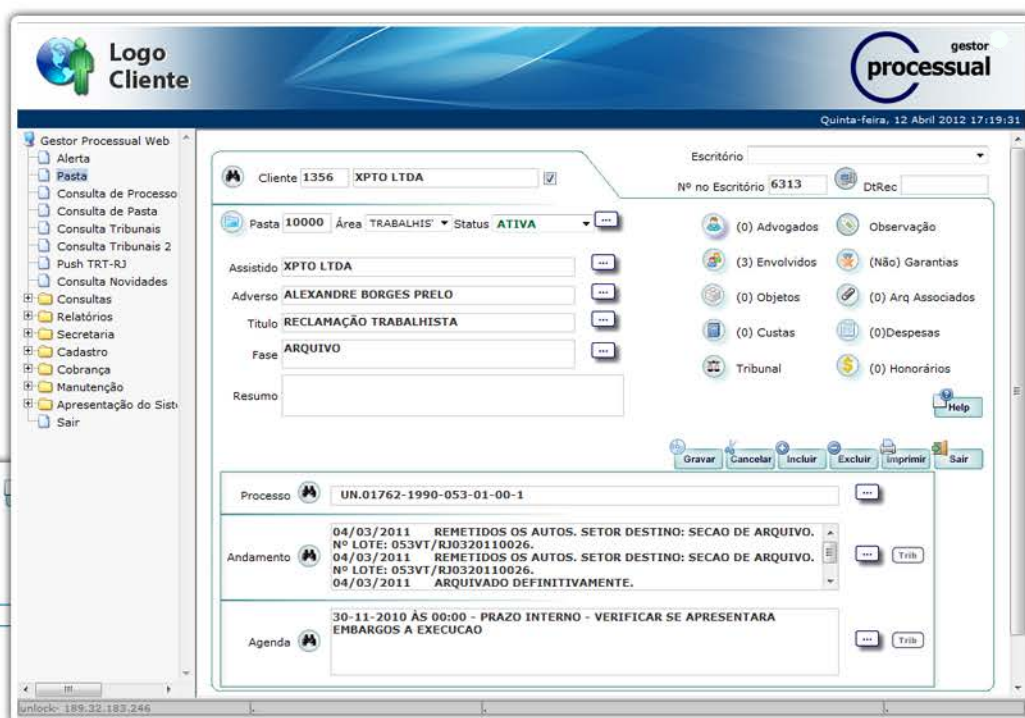 Logo
Cliente
gestor
processual
Quinta-feira, 12 Abril 2012 17:19:31
Gestor Processual Web
Alerta
Pasta
Consulta de Processo
Consulta de Pasta
Consulta Tribunais
Consulta Tribunais 2
Push TRT-RJ
Consulta Novidades
Consultas
Relatórios
Secretaria
Cadastro
Cobrança
Manutenção
Apresentação do Sist
Sair
Escritório
Cliente 1356 XPTO LTDA
Nº no Escritório 6313 DtRec
Pasta 10000 Área TRABALHIS Status ATIVA ...
Assistido XPTO LTDA ...
Adverso ALEXANDRE BORGES PRELO ...
Titulo RECLAMAÇÃO TRABALHISTA ...
Fase ARQUIVO ...
Resumo
(0) Advogados Observação
(3) Envolvidos (Não) Garantias
(0) Objetos (0) Arq Associados
(0) Custas (0)Despesas
Tribunal (0) Honorários
Help
Gravar Cancelar Incluir Excluir Imprimir Sair
Processo UN.01762-1990-053-01-00-1 ...
Andamento
04/03/2011 REMETIDOS OS AUTOS. SETOR DESTINO: SECAO DE ARQUIVO.
Nº LOTE: 053VT/RJ0320110026.
04/03/2011 REMETIDOS OS AUTOS. SETOR DESTINO: SECAO DE ARQUIVO.
Nº LOTE: 053VT/RJ0320110026.
04/03/2011 ARQUIVADO DEFINITIVAMENTE.
... Trib
Agenda
30-11-2010 ÀS 00:00 - PRAZO INTERNO - VERIFICAR SE APRESENTARA
EMBARGOS A EXECUCAO
... Trib
unlock- 189.32.183.246